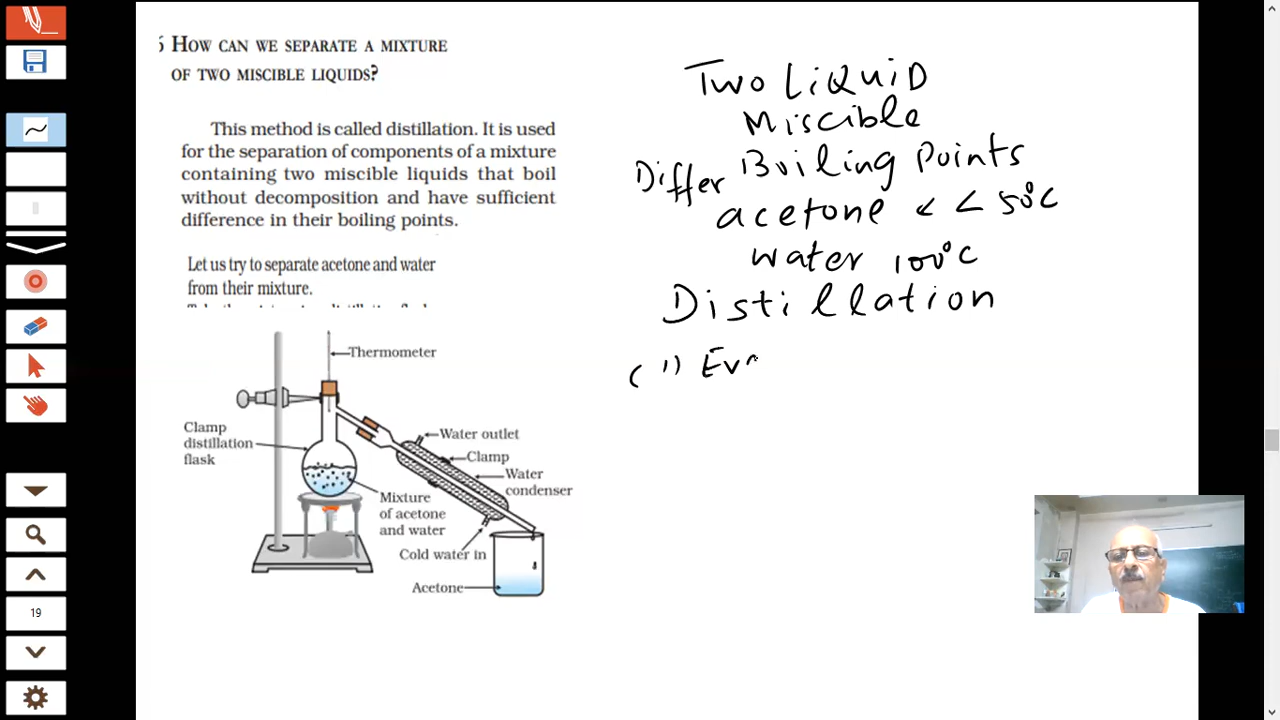 HOW CAN WE SEPARATE A MIXTURE
OF TWO MISCIBLE LIQUIDS?
This method is called distillation. It is used
for the separation of components of a mixture
containing two miscible liquids that boil
without decomposition and have sufficient
difference in their boiling points.
Let us try to separate acetone and water
from their mixture.
Thermometer
Clamp
distillation
flask
Water outlet
Clamp
Water
condenser
Mixture
of acetone
and water
Cold water in
Acetone
Two LiQuiD
Miscible
Differ Boiling Points
acetone < < 50°C
water 100°C
Distillation
(1) Eva
19